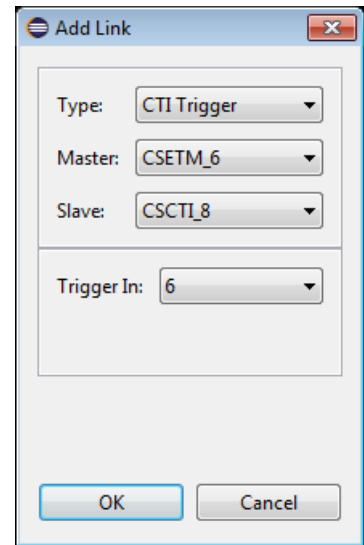 Add Link
Type: CTI Trigger
Master: CSETM_6
Slave: CSCTI_8
Trigger In: 6
OK Cancel